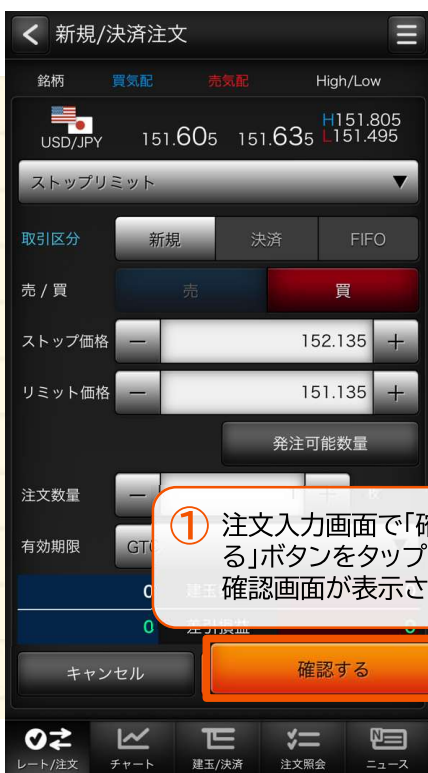 新規/決済注文
銘柄 買気配 売気配 High/Low
USD/JPY 151.605 151.635 H151.805
L151.495
ストップリミット
取引区分 新規 決済 FIFO
売 / 買 売 買
ストップ価格 152.135
リミット価格 151.135
発注可能数量
注文数量
有効期限 GT
① 注文入力画面で「確
る」ボタンをタップ
確認画面が表示さ
0 建玉
0 差引損益 0
キャンセル 確認する
レート/注文 チャート 建玉/決済 注文照会 ニュース